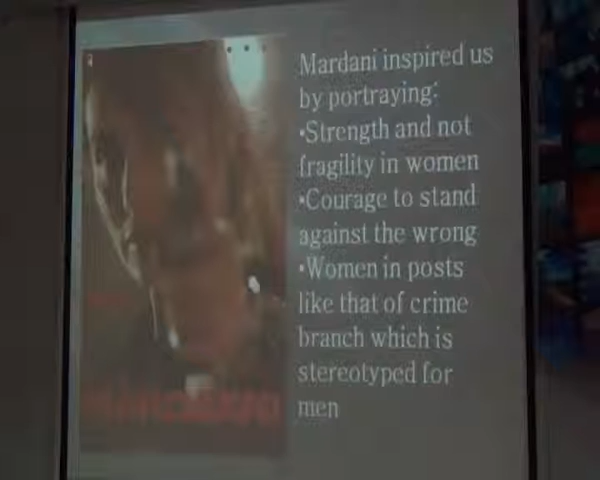 Mardani inspired us
by portraying:
•Strength and not
fragility in women
•Courage to stand
against the wrong
•Women in posts
like that of crime
branch which is
stereotyped for
men